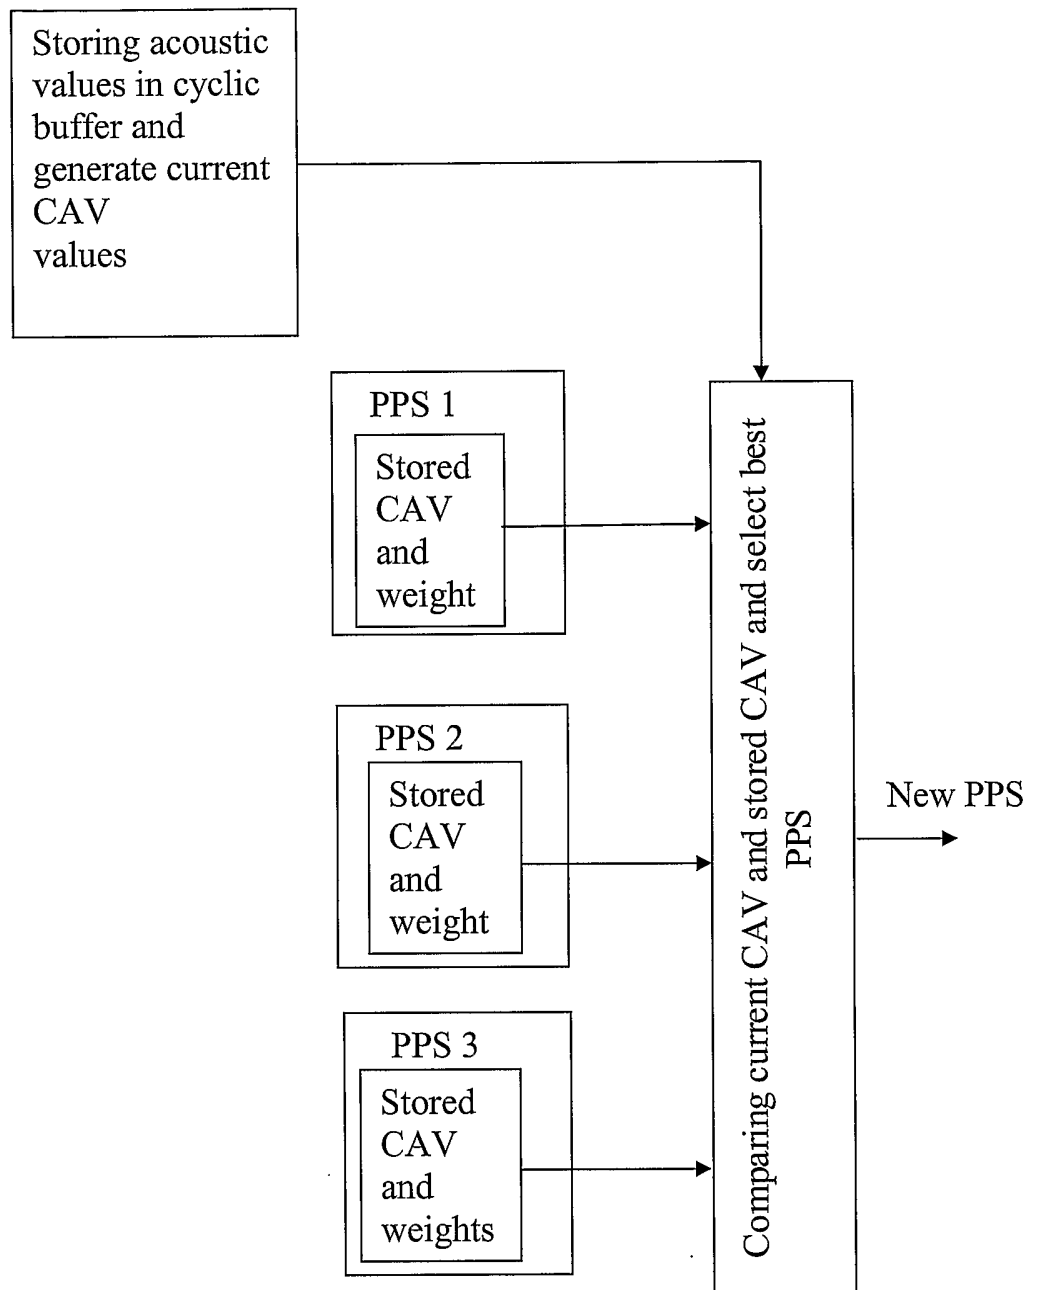 Storing acoustic
values in cyclic
buffer and
generate current
CAV
values
PPS 1
Stored
CAV
and
weight
PPS 2
Stored
CAV
and
weight
PPS 3
Stored
CAV
and
weights
Comparing current CAV and stored CAV and select best
PPS
New PPS